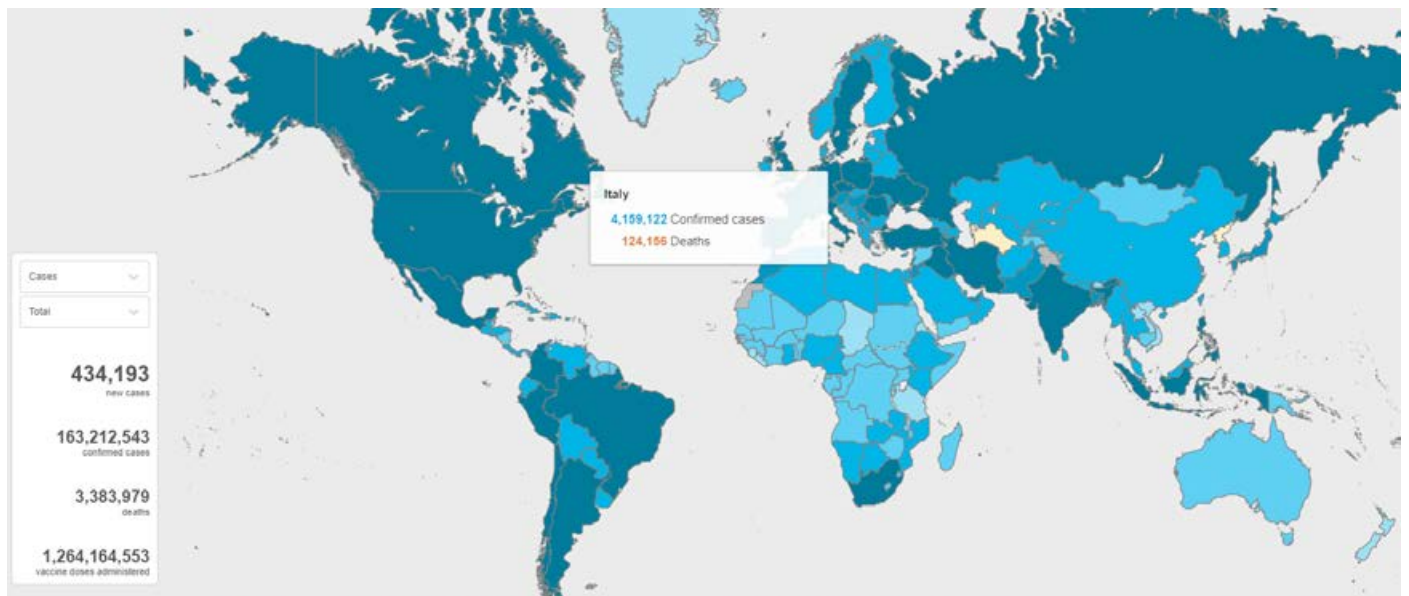 Italy
4,159,122 Confirmed cases
124,156 Deaths
Cases
Total
434,193
new cases
163,212,543
confirmed cases
3,383,979
deaths
1,264,164,553
vaccine doses administered